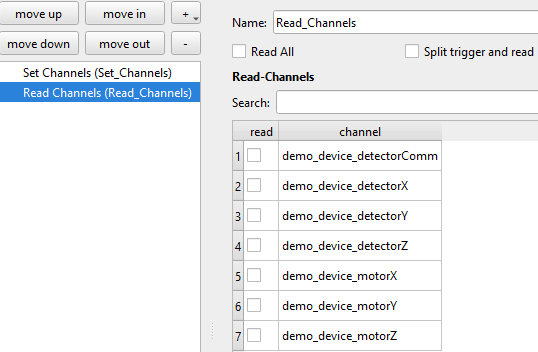 move up move in +
move down move out -
Set Channels (Set_Channels)
Read Channels (Read_Channels)
Name: Read_Channels
Read All Split trigger and read
Read-Channels
Search:
read channel
1 demo_device_detectorComm
2 demo_device_detectorX
3 demo_device_detectorY
4 demo_device_detectorZ
5 demo_device_motorX
6 demo_device_motorY
7 demo_device_motorZ